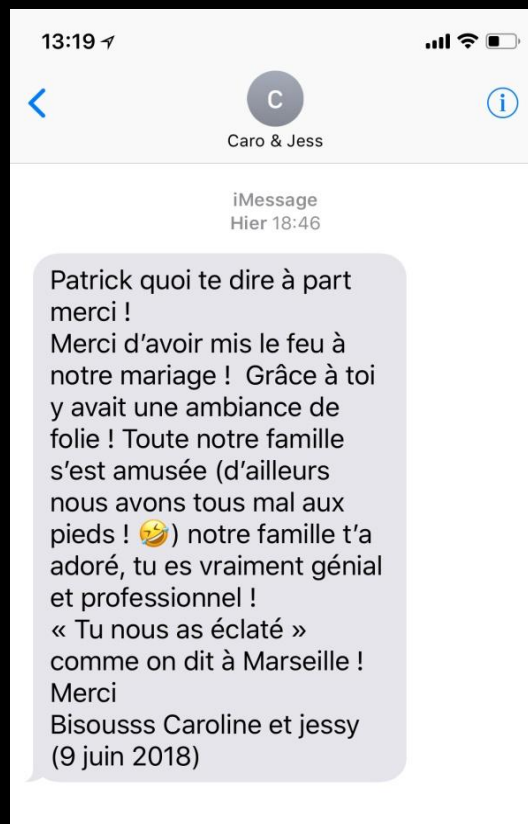 13:19
C
Caro & Jess
iMessage
Hier 18:46
Patrick quoi te dire à part
merci !
Merci d’avoir mis le feu à
notre mariage !  Grâce à toi
y avait une ambiance de
folie ! Toute notre famille
s’est amusée (d’ailleurs
nous avons tous mal aux
pieds ! 🤣) notre famille t’a
adoré, tu es vraiment génial
et professionnel !
« Tu nous as éclaté »
comme on dit à Marseille !
Merci
Bisousss Caroline et jessy
(9 juin 2018)